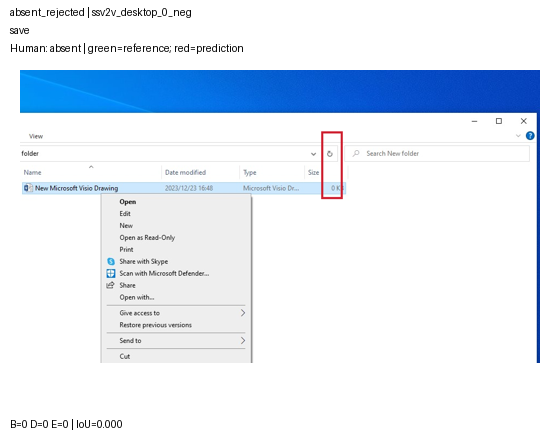 absent_rejected | ssv2v_desktop_0_neg
save
Human: absent | green=reference; red=prediction
View
folder
Search New folder
Name Date modified Type Size
New Microsoft Visio Drawing 2023/12/23 16:48 Microsoft Visio Dr... 0 KB
Open
Edit
New
Open as Read-Only
Print
Share with Skype
Scan with Microsoft Defender...
Share
Open with...
Give access to
Restore previous versions
Send to
Cut
B=0 D=0 E=0 | IoU=0.000